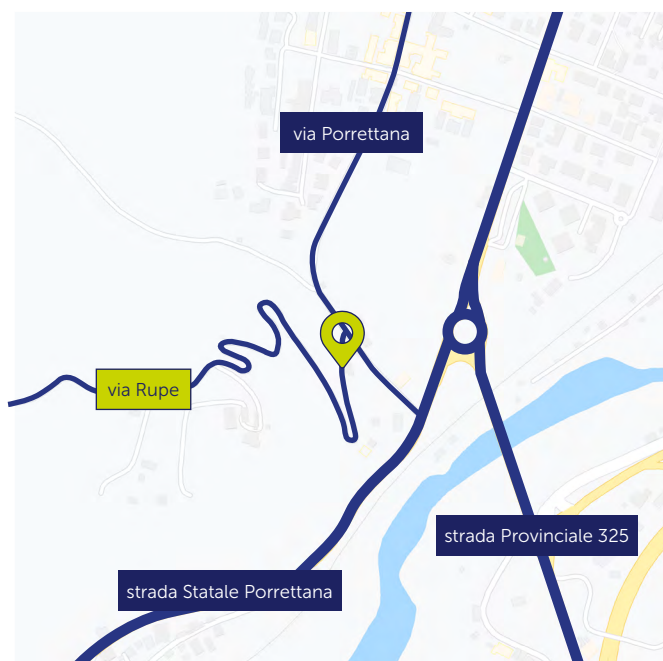 via Porrettana
via Rupe
strada Provinciale 325
strada Statale Porrettana